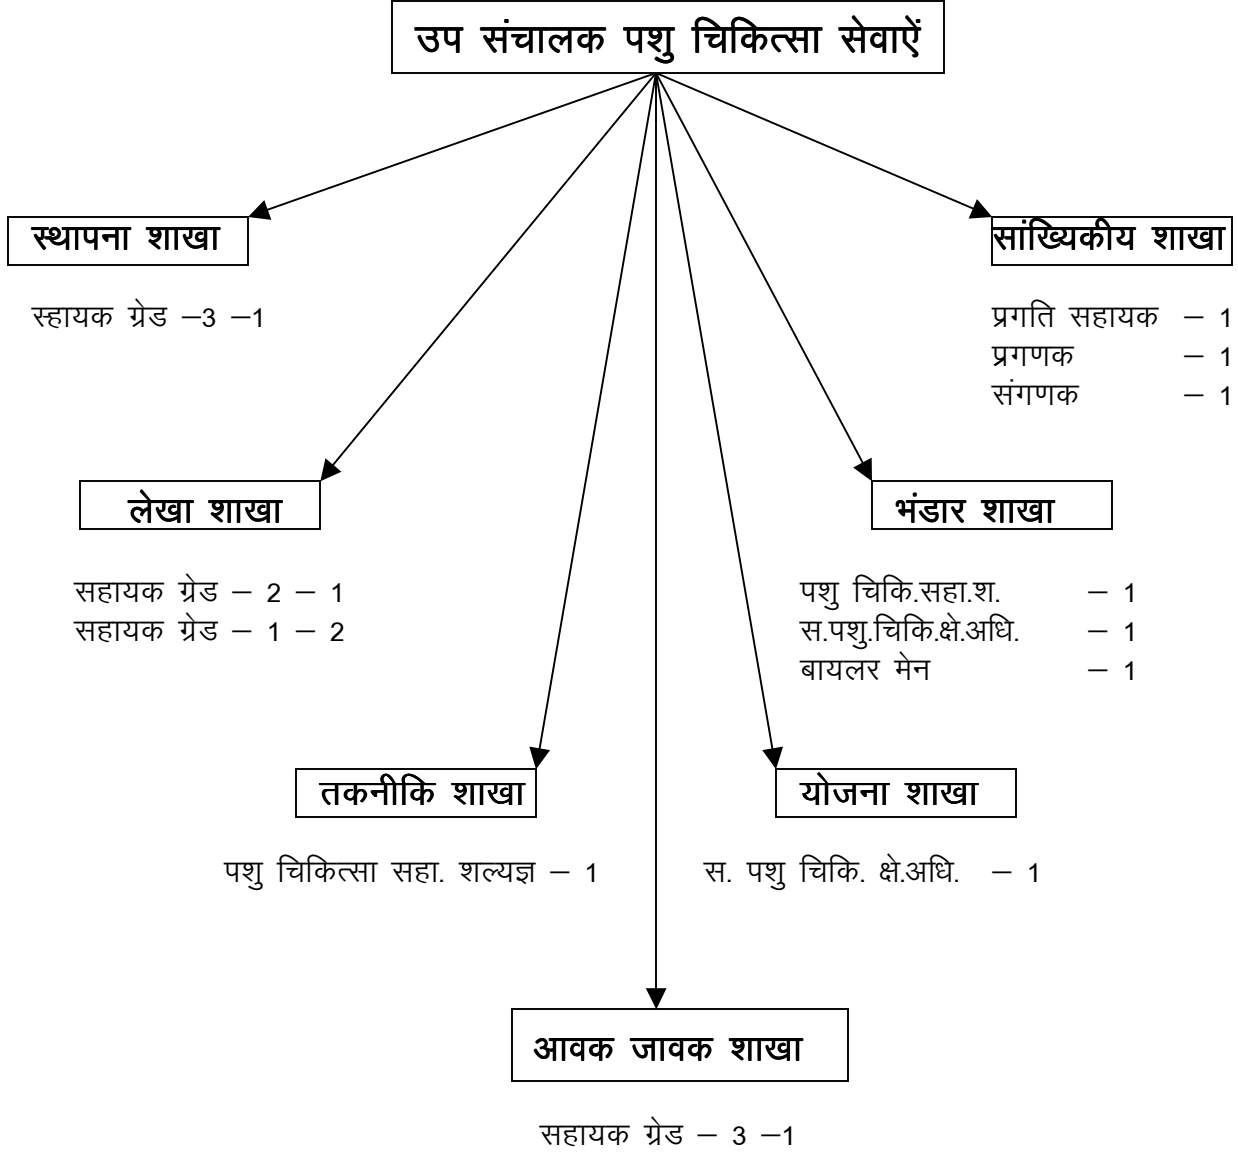 उप संचालक पशु चिकित्सा सेवाऐं
स्थापना शाखा
स्हायक ग्रेड –3 –1
सांख्यिकीय शाखा
प्रगति सहायक – 1
प्रगणक – 1
संगणक – 1
लेखा शाखा
सहायक ग्रेड – 2 – 1
सहायक ग्रेड – 1 – 2
भंडार शाखा
पशु चिकि.सहा.श. – 1
स.पशु.चिकि.क्षे.अधि. – 1
बायलर मेन – 1
तकनीकि शाखा
पशु चिकित्सा सहा. शल्यज्ञ – 1
योजना शाखा
स. पशु चिकि. क्षे.अधि. – 1
आवक जावक शाखा
सहायक ग्रेड – 3 –1